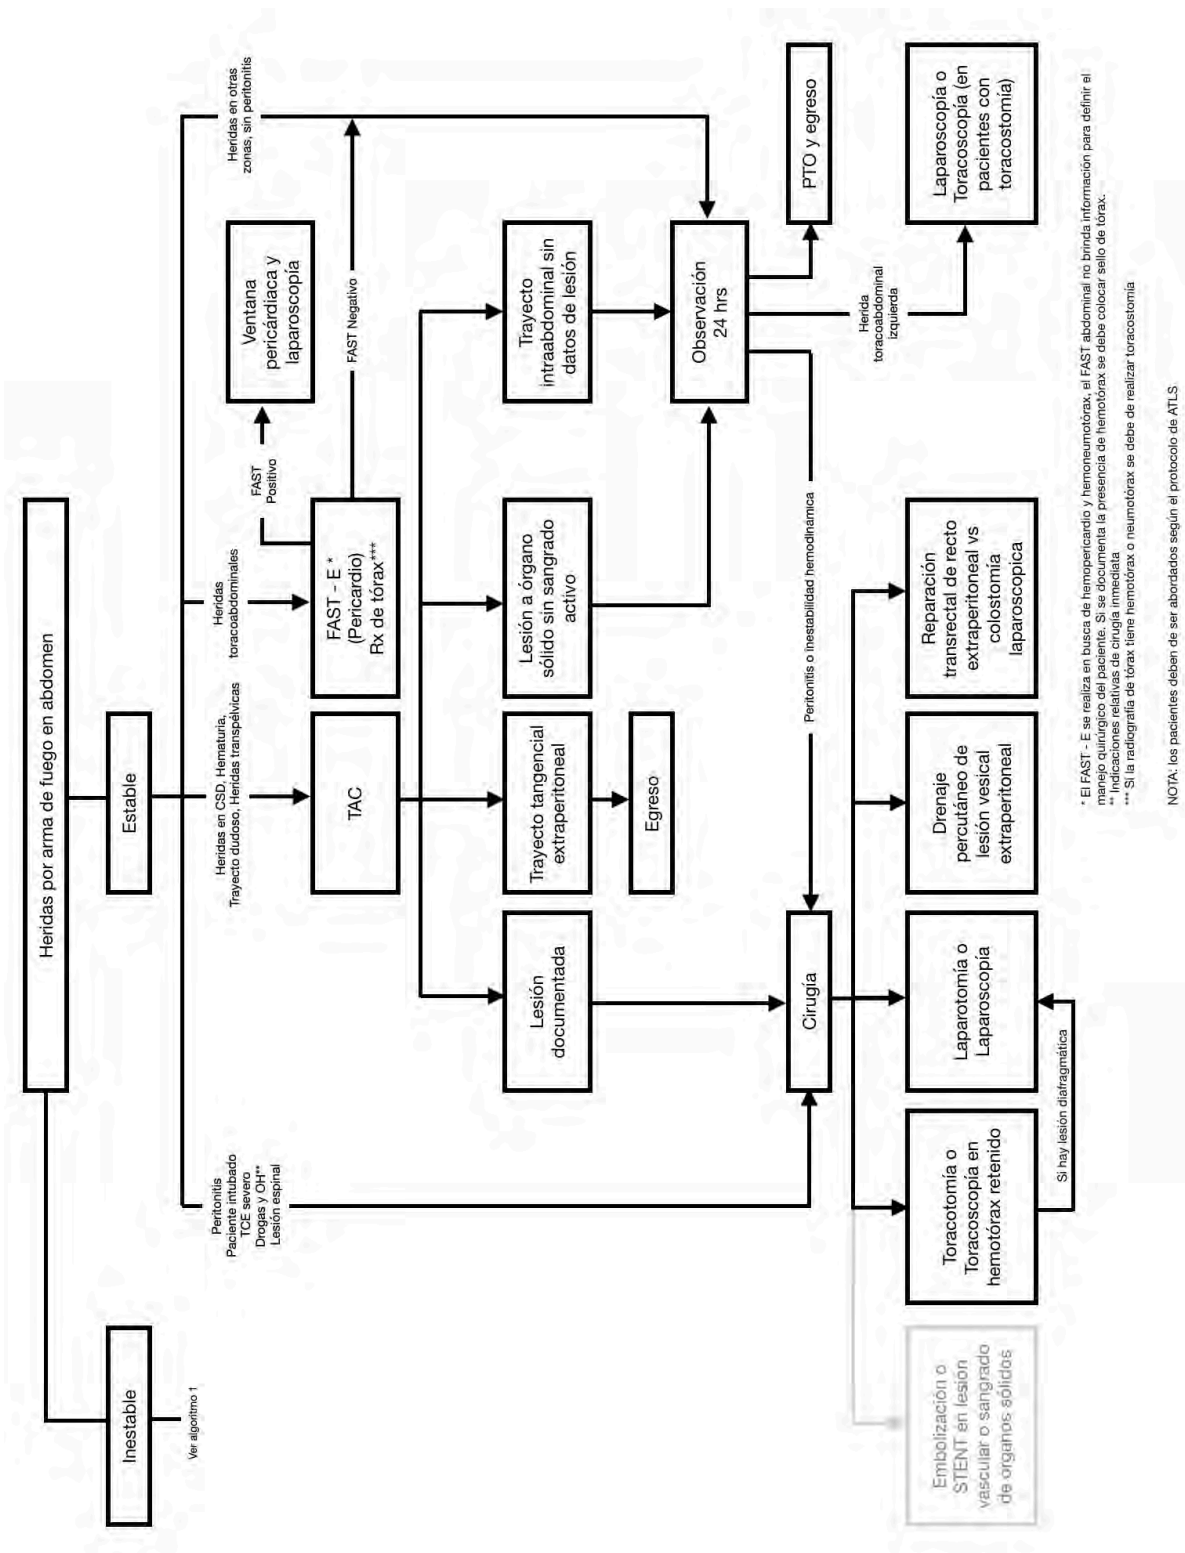 Heridas por arma de fuego en abdomen
Inestable
Estable
Ver algoritmo 1
Peritonitis
Paciente intubado
TCE severo
Drogas y OH**
Lesión espinal
Heridas en CSD, Hematuria,
Trayecto dudoso, Heridas transpélvicas
Heridas
toracoabdominales
Heridas en otras
zonas, sin peritonitis
FAST
Positivo
Ventana
pericárdiaca y
laparoscopía
TAC
FAST - E *
(Pericardio)
Rx de tórax***
FAST Negativo
Lesión
documentada
Trayecto tangencial
extraperitoneal
Lesión a órgano
sólido sin sangrado
activo
Trayecto
intraabdominal sin
datos de lesión
Egreso
Observación
24 hrs
Cirugía
Peritonitis o inestabilidad hemodinámica
PTO y egreso
Herida
toracoabdominal
izquierda
Embolización o
STENT en lesión
vascular o sangrado
de organos sólidos
Toracotomía o
Toracoscopía en
hemotórax retenido
Laparotomía o
Laparoscopía
Drenaje
percutáneo de
lesión vesical
extraperitoneal
Reparación
transrectal de recto
extraperitoneal vs
colostomía
laparoscopica
Laparoscopía o
Toracoscopía (en
pacientes con
toracostomía)
Si hay lesión diafragmática
* El FAST - E se realiza en busca de hemopericardio y hemoneumotórax, el FAST abdominal no brinda información para definir el
manejo quirúrgico del paciente. Si se documenta la presencia de hemotórax se debe colocar sello de tórax.
** Indicaciones relativas de cirugía inmediata
*** Si la radiografía de tórax tiene hemotórax o neumotórax se debe de realizar toracostomía
NOTA: los pacientes deben de ser abordados según el protocolo de ATLS